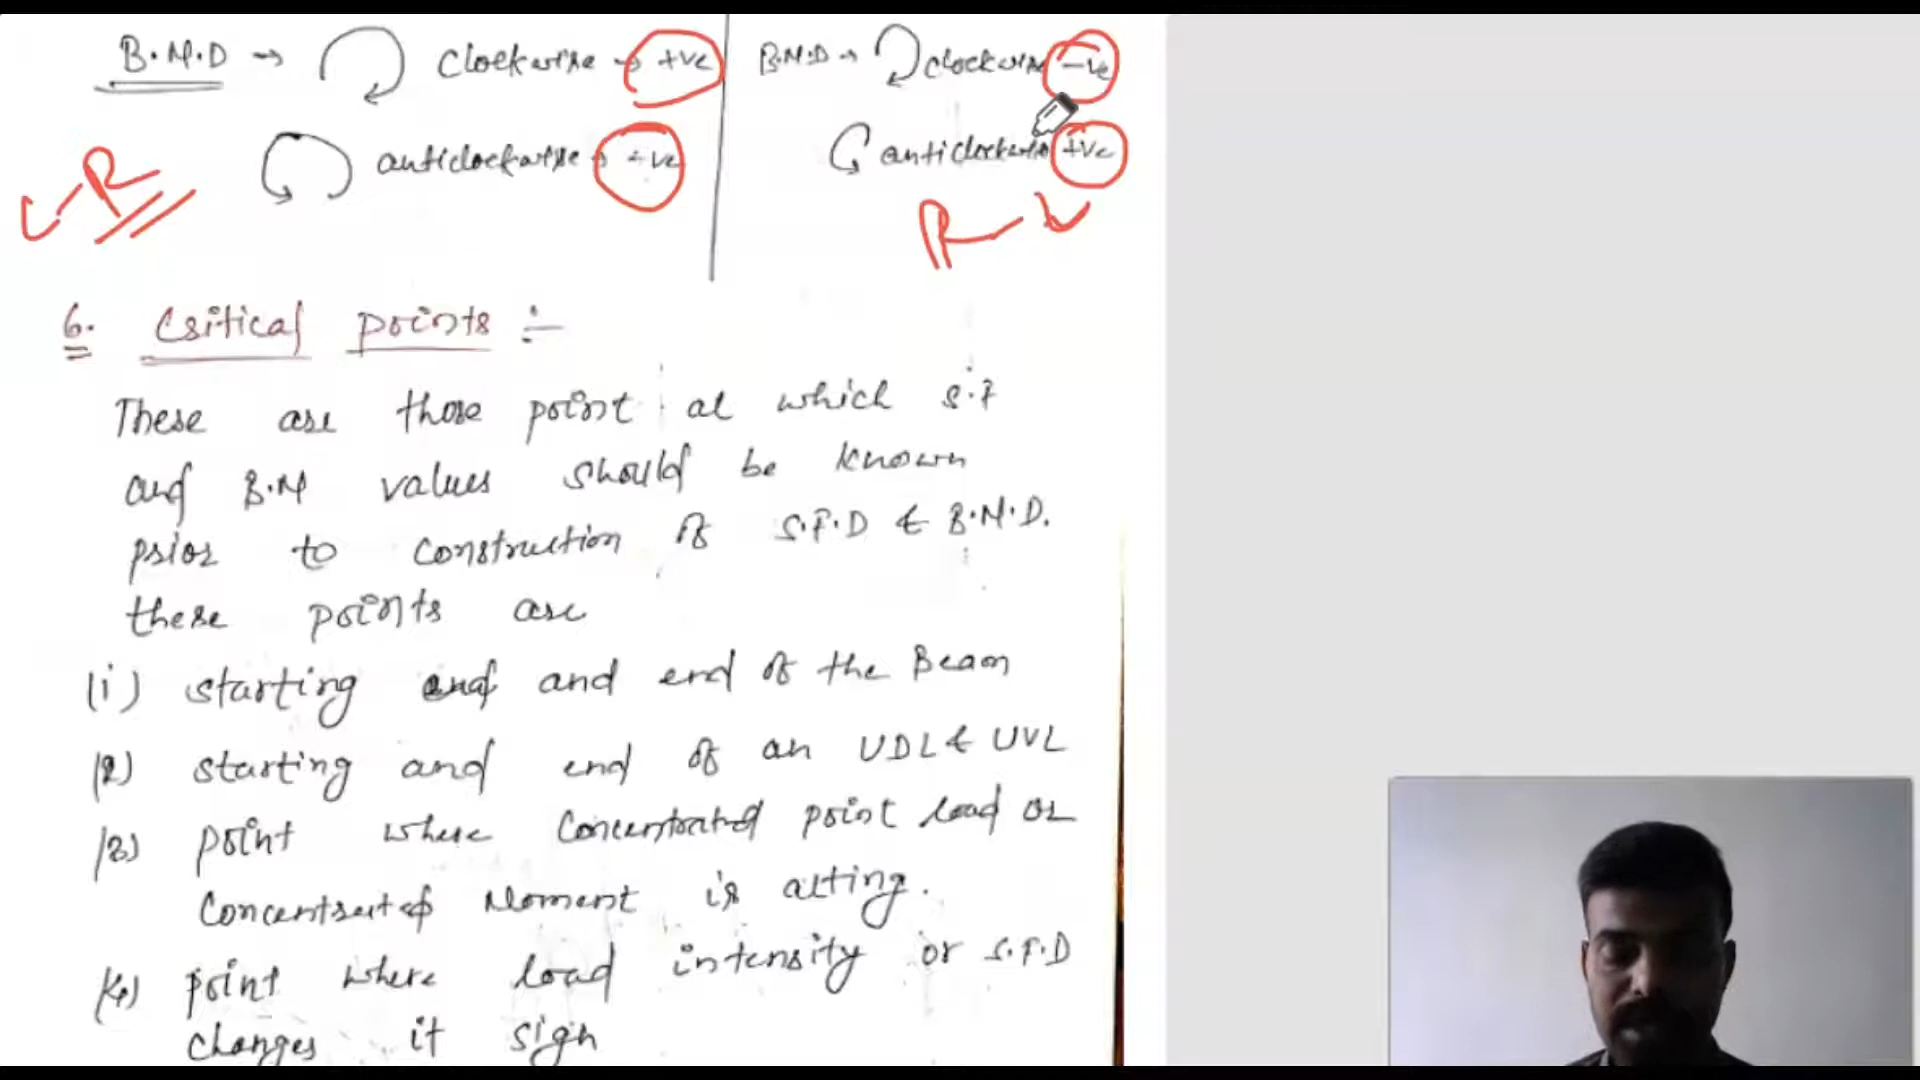 B.M.D → clockwise → +ve
anticlockwise → -ve
L-R
B.M.D → clockwise -ve
anticlockwise +ve
R-L
6. Critical points :-
These are those point at which S.F
and B.M values should be known
prior to construction of S.F.D & B.M.D.
these points are
(1) starting and and end of the Beam
(2) starting and end of an UDL & UVL
(3) point where concentrated point load or
concentrated Moment is acting.
(4) point where load intensity or S.F.D
changes it sign